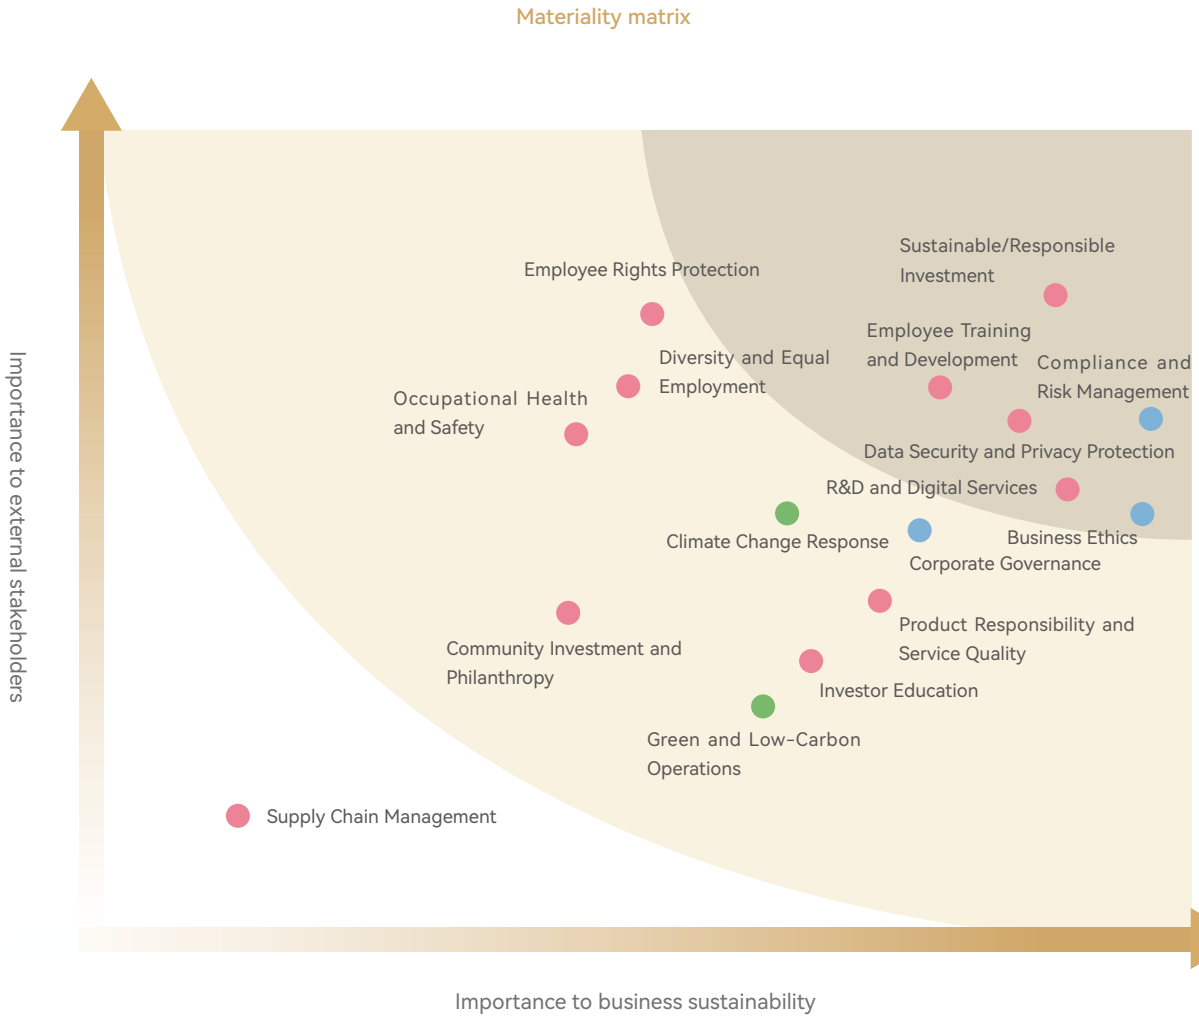 Materiality matrix
Importance to external stakeholders
Sustainable/Responsible
Investment
Employee Rights Protection
Employee Training
and Development
Diversity and Equal
Employment
Compliance and
Risk Management
Occupational Health
and Safety
Data Security and Privacy Protection
R&D and Digital Services
Climate Change Response
Business Ethics
Corporate Governance
Product Responsibility and
Service Quality
Community Investment and
Philanthropy
Investor Education
Green and Low-Carbon
Operations
Supply Chain Management
Importance to business sustainability